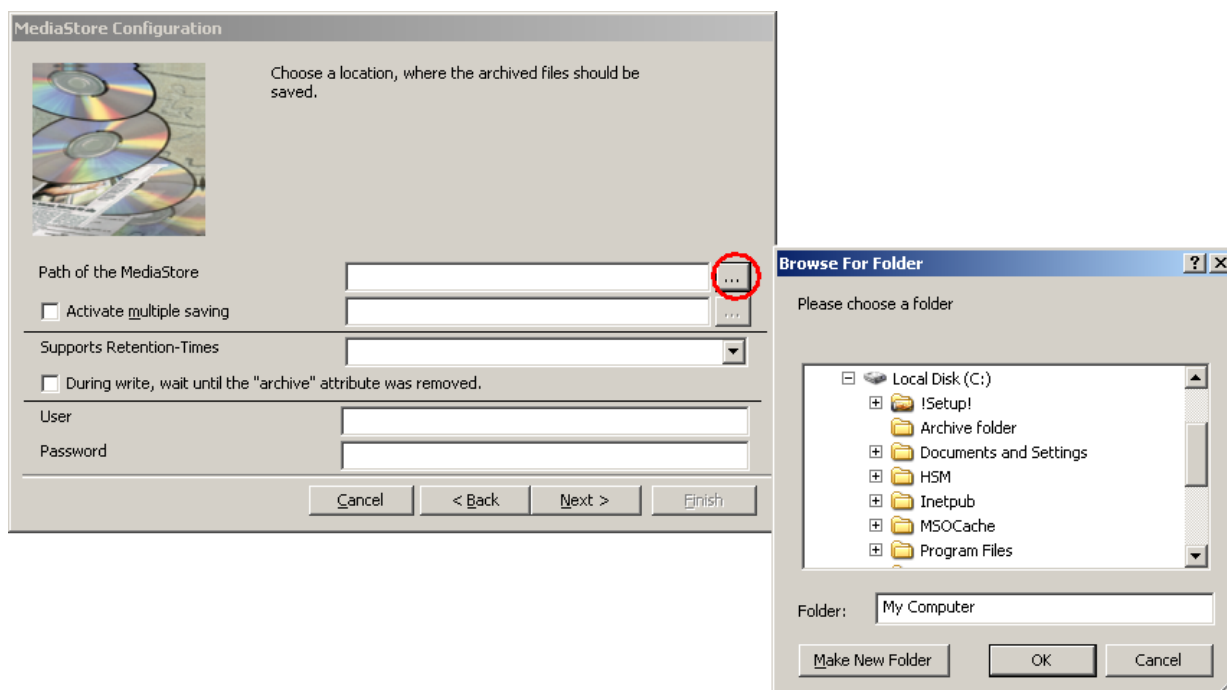 MediaStore Configuration
Choose a location, where the archived files should be
saved.
Path of the MediaStore
...
Activate multiple saving
...
Supports Retention-Times
During write, wait until the "archive" attribute was removed.
User
Password
Cancel
< Back
Next >
Finish
Browse For Folder
? X
Please choose a folder
Local Disk (C:)
!Setup!
Archive folder
Documents and Settings
HSM
Inetpub
MSOCache
Program Files
Folder:
My Computer
Make New Folder
OK
Cancel